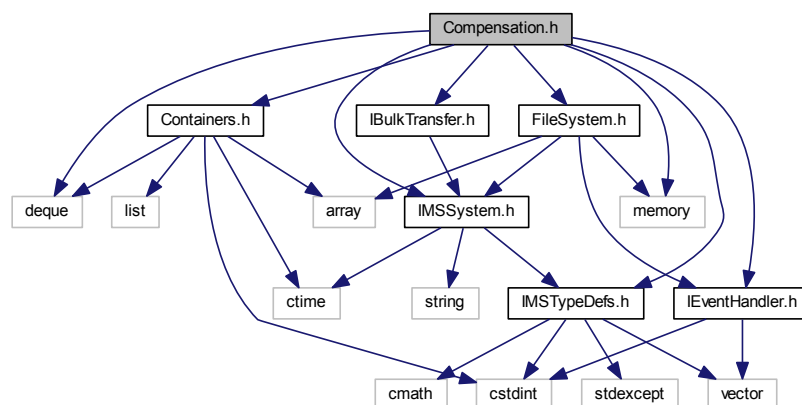 Compensation.h
Containers.h
IBulkTransfer.h
FileSystem.h
deque
list
array
IMSSystem.h
memory
ctime
string
IMSTypeDefs.h
IEventHandler.h
cmath
cstdint
stdexcept
vector